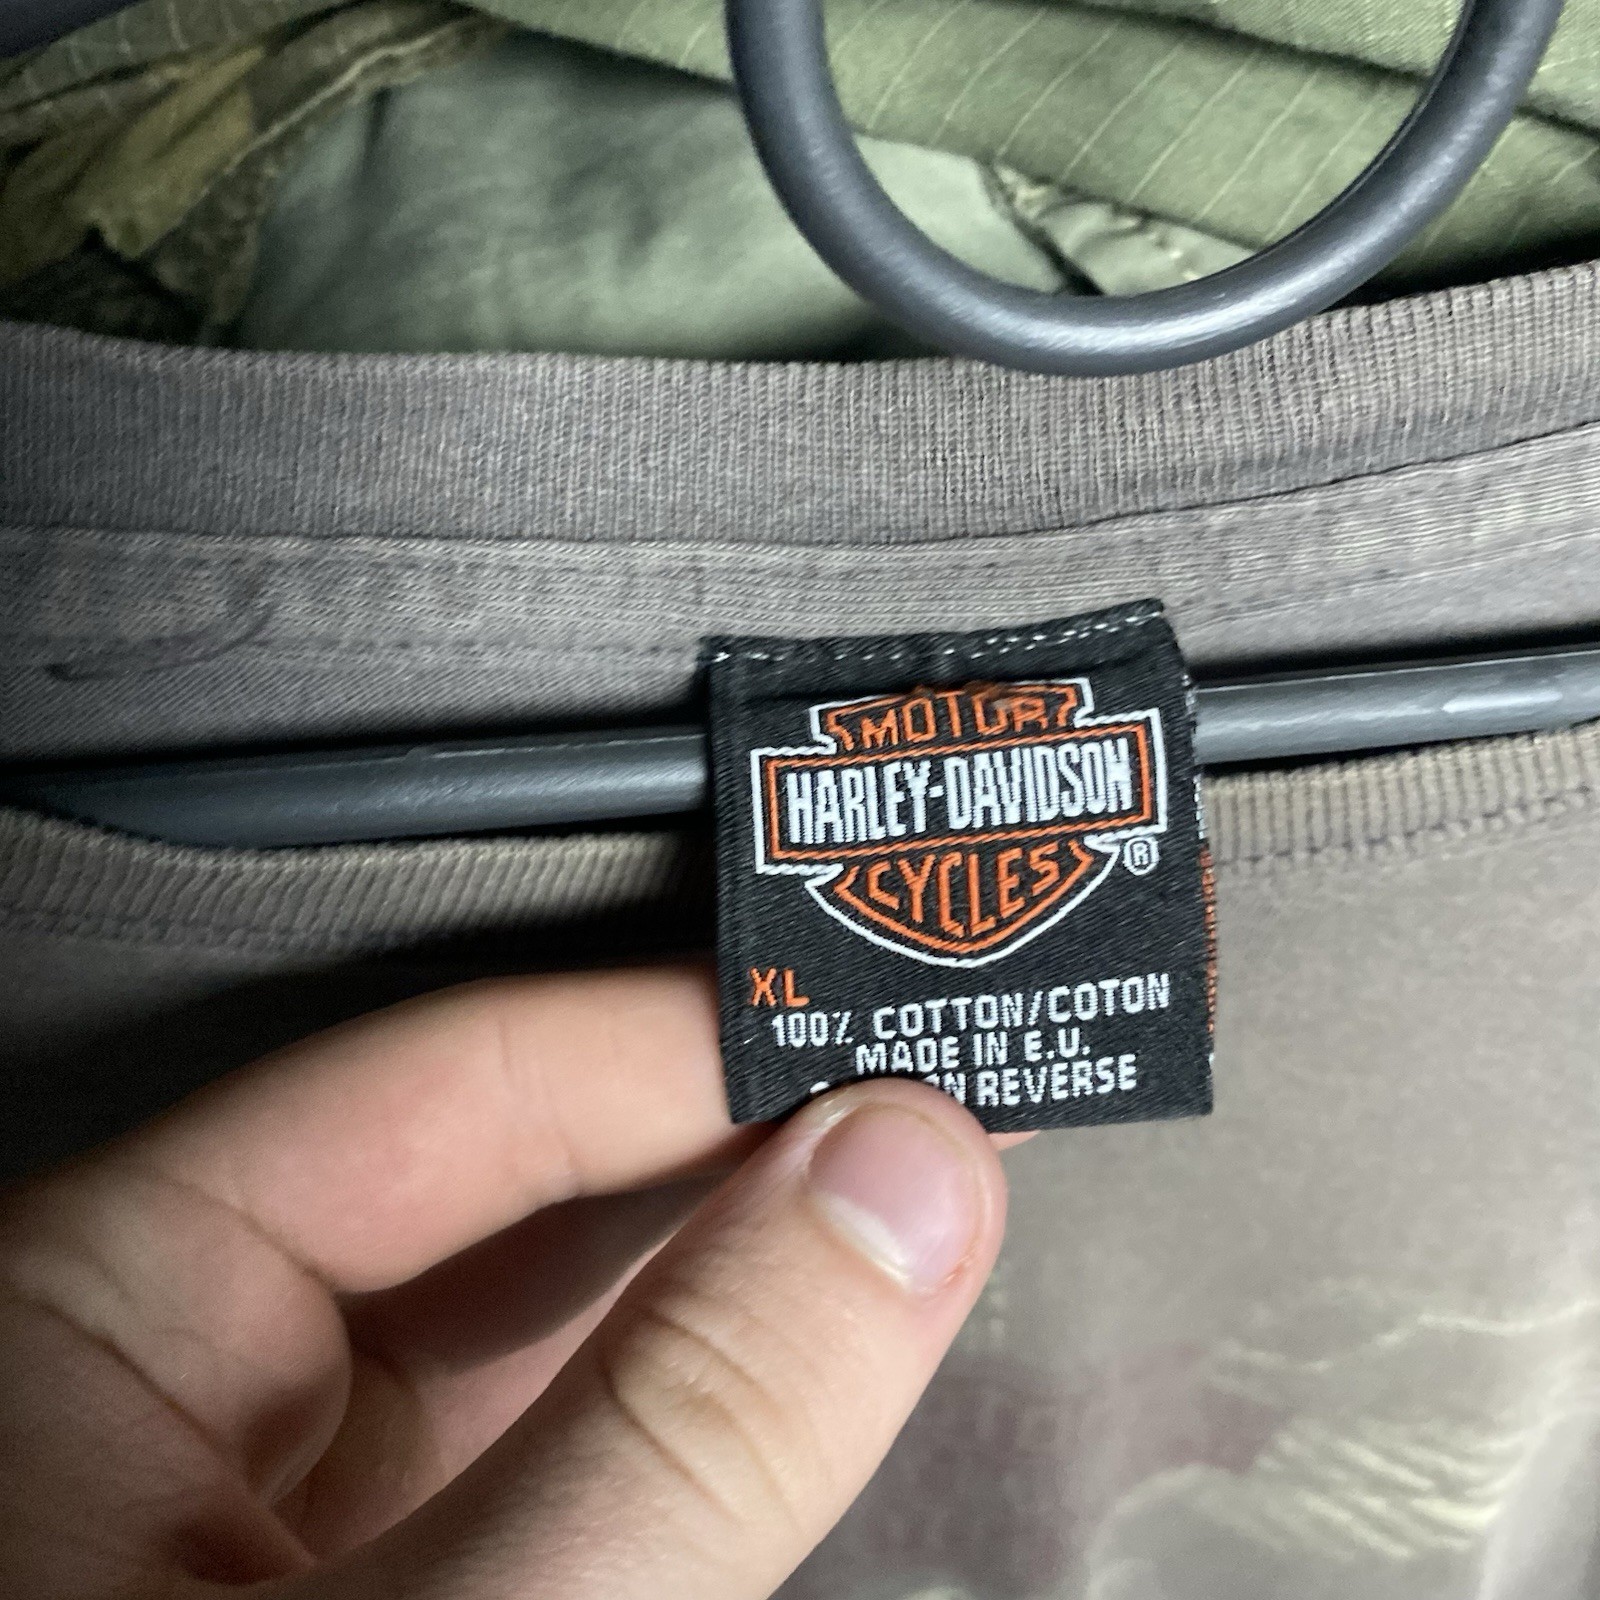 MOTOR
HARLEY-DAVIDSON
CYCLES
®
XL
100% COTTON/COTON
MADE IN E.U.
REVERSE